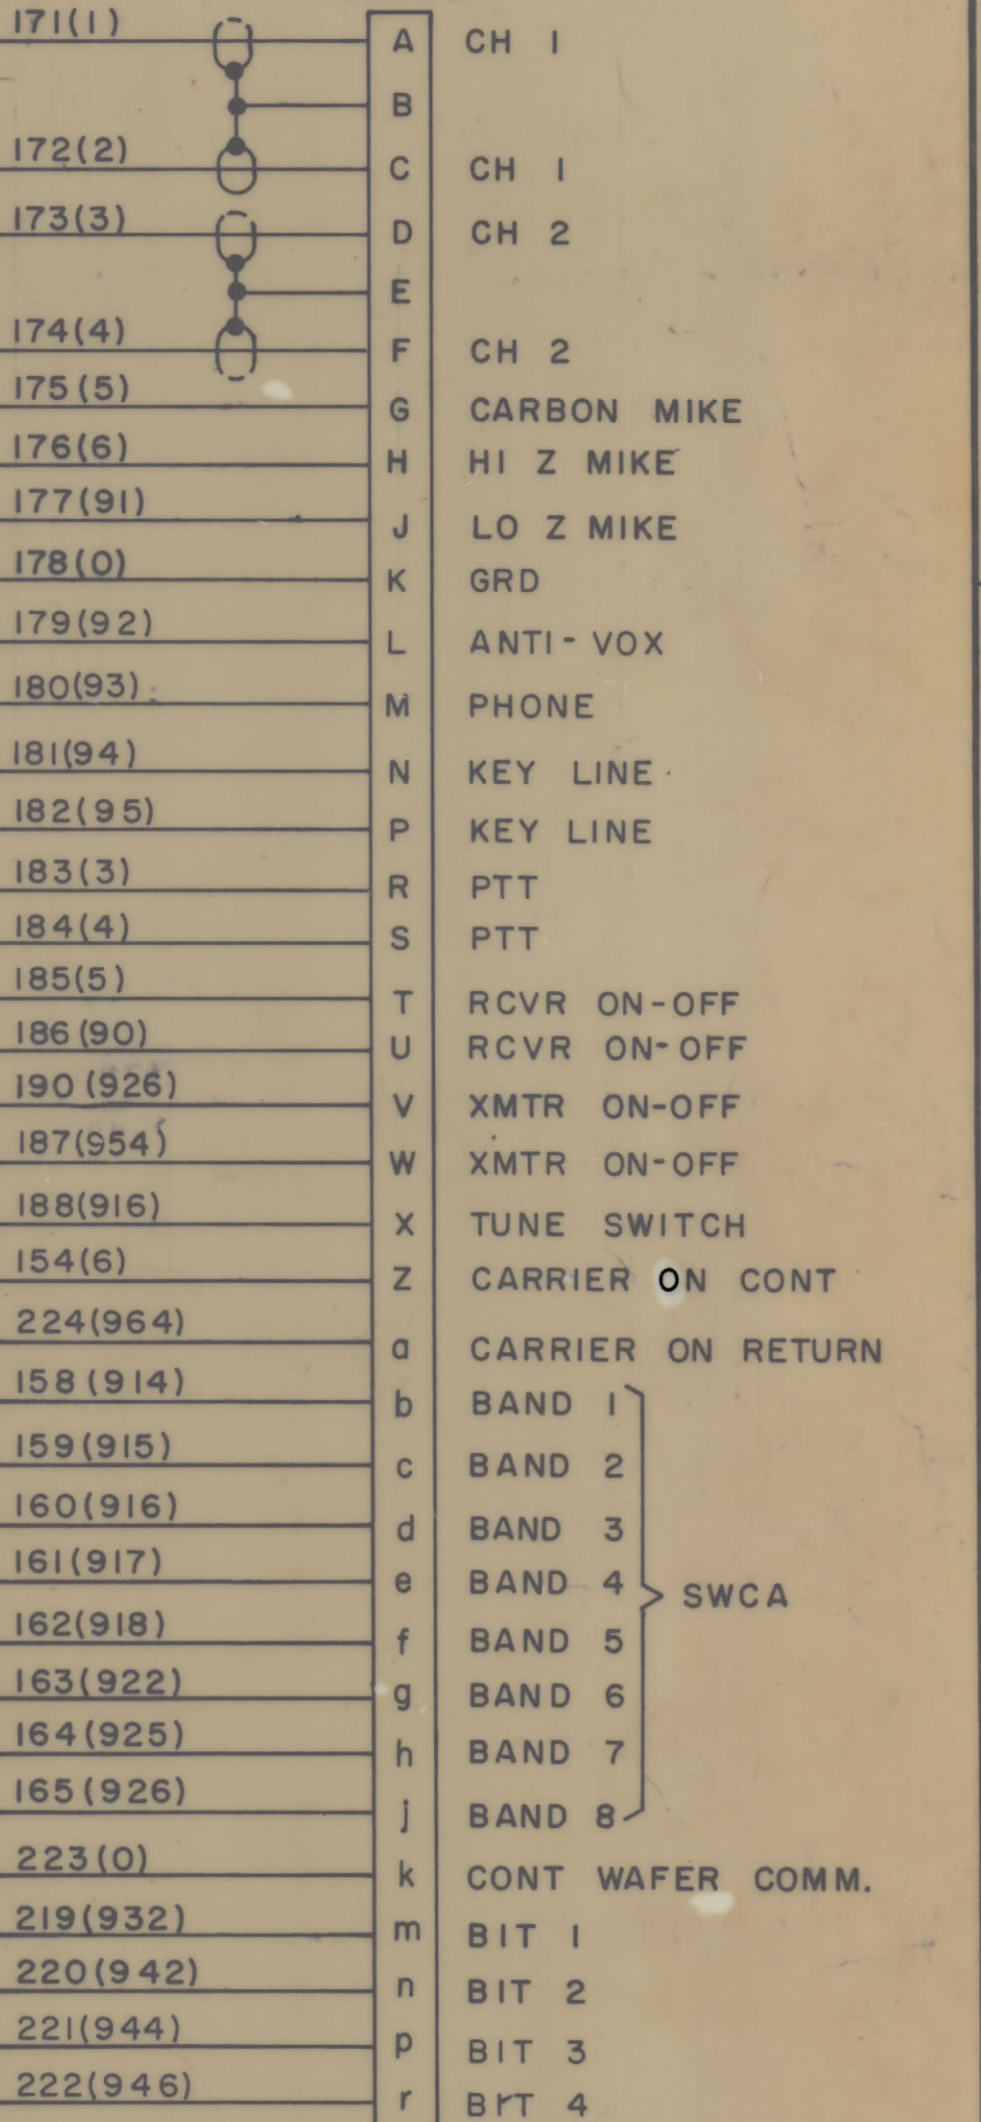 171(1) A CH 1
B
172(2) C CH 1
173(3) D CH 2
E
174(4) F CH 2
175(5) G CARBON MIKE
176(6) H HI Z MIKE
177(91) J LO Z MIKE
178(0) K GRD
179(92) L ANTI-VOX
180(93) M PHONE
181(94) N KEY LINE
182(95) P KEY LINE
183(3) R PTT
184(4) S PTT
185(5) T RCVR ON-OFF
186(90) U RCVR ON-OFF
190(926) V XMTR ON-OFF
187(954) W XMTR ON-OFF
188(916) X TUNE SWITCH
154(6) Z CARRIER ON CONT
224(964) a CARRIER ON RETURN
158(914) b BAND 1
159(915) c BAND 2
160(916) d BAND 3
161(917) e BAND 4 SWCA
162(918) f BAND 5
163(922) g BAND 6
164(925) h BAND 7
165(926) j BAND 8
223(0) k CONT WAFER COMM.
219(932) m BIT 1
220(942) n BIT 2
221(944) p BIT 3
222(946) r BIT 4